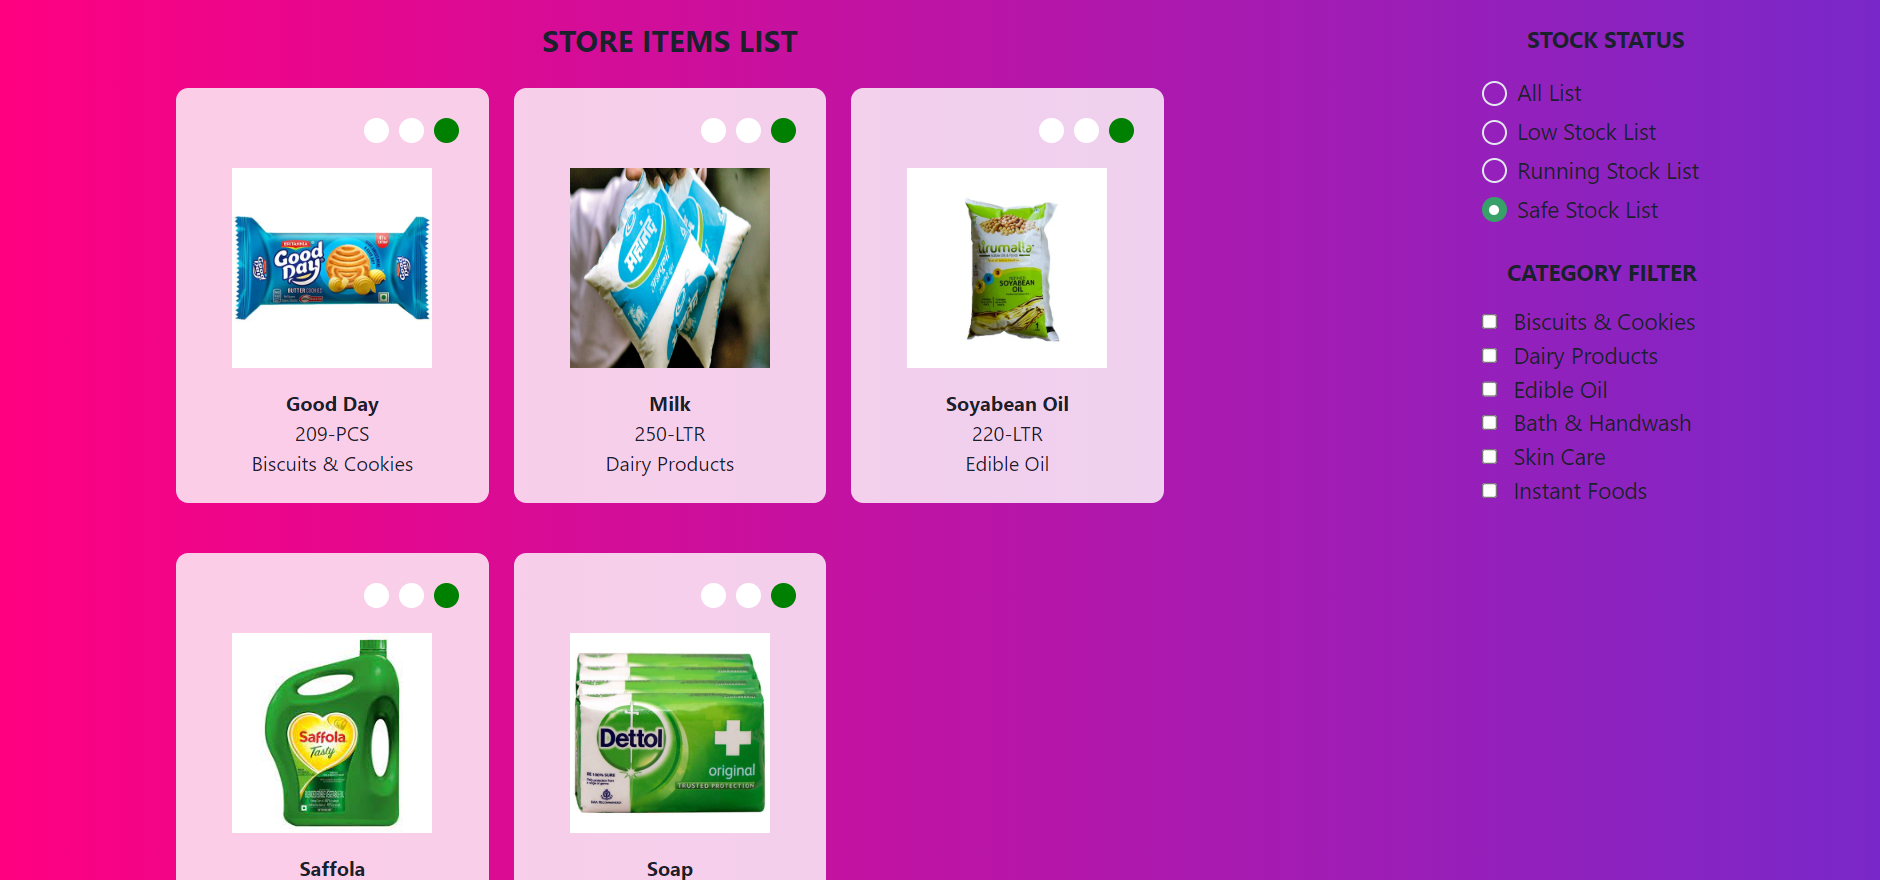 STORE ITEMS LIST
BRITANNIA
Good Day
BUTTER COOKIES
Good Day
209-PCS
Biscuits & Cookies
Milk
250-LTR
Dairy Products
tirumalla
SOYABEAN
OIL
Soyabean Oil
220-LTR
Edible Oil
Saffola
Tasty
Saffola
Dettol
original
TRUSTED PROTECTION
Soap
STOCK STATUS
All List
Low Stock List
Running Stock List
Safe Stock List
CATEGORY FILTER
Biscuits & Cookies
Dairy Products
Edible Oil
Bath & Handwash
Skin Care
Instant Foods